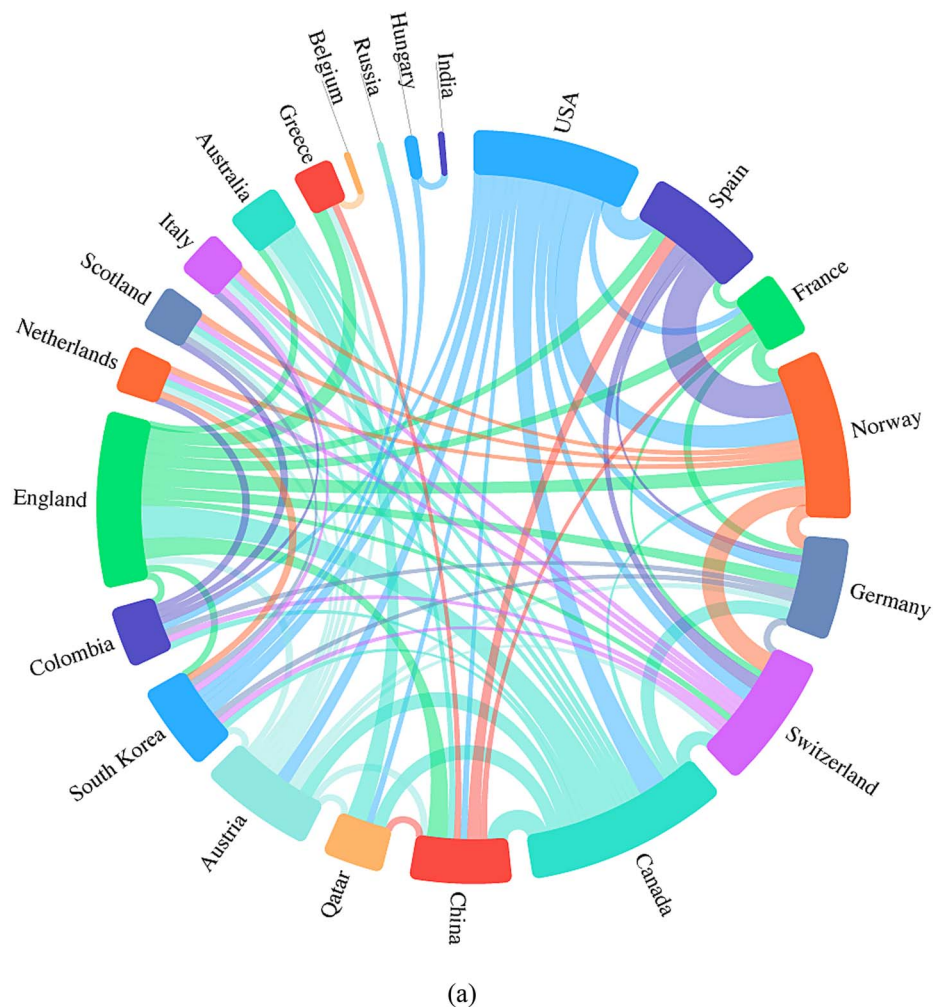 USA
Spain
France
Norway
Germany
Switzerland
Canada
China
Qatar
Austria
South Korea
Colombia
England
Netherlands
Scotland
Italy
Australia
Greece
Belgium
Russia
Hungary
India
(a)